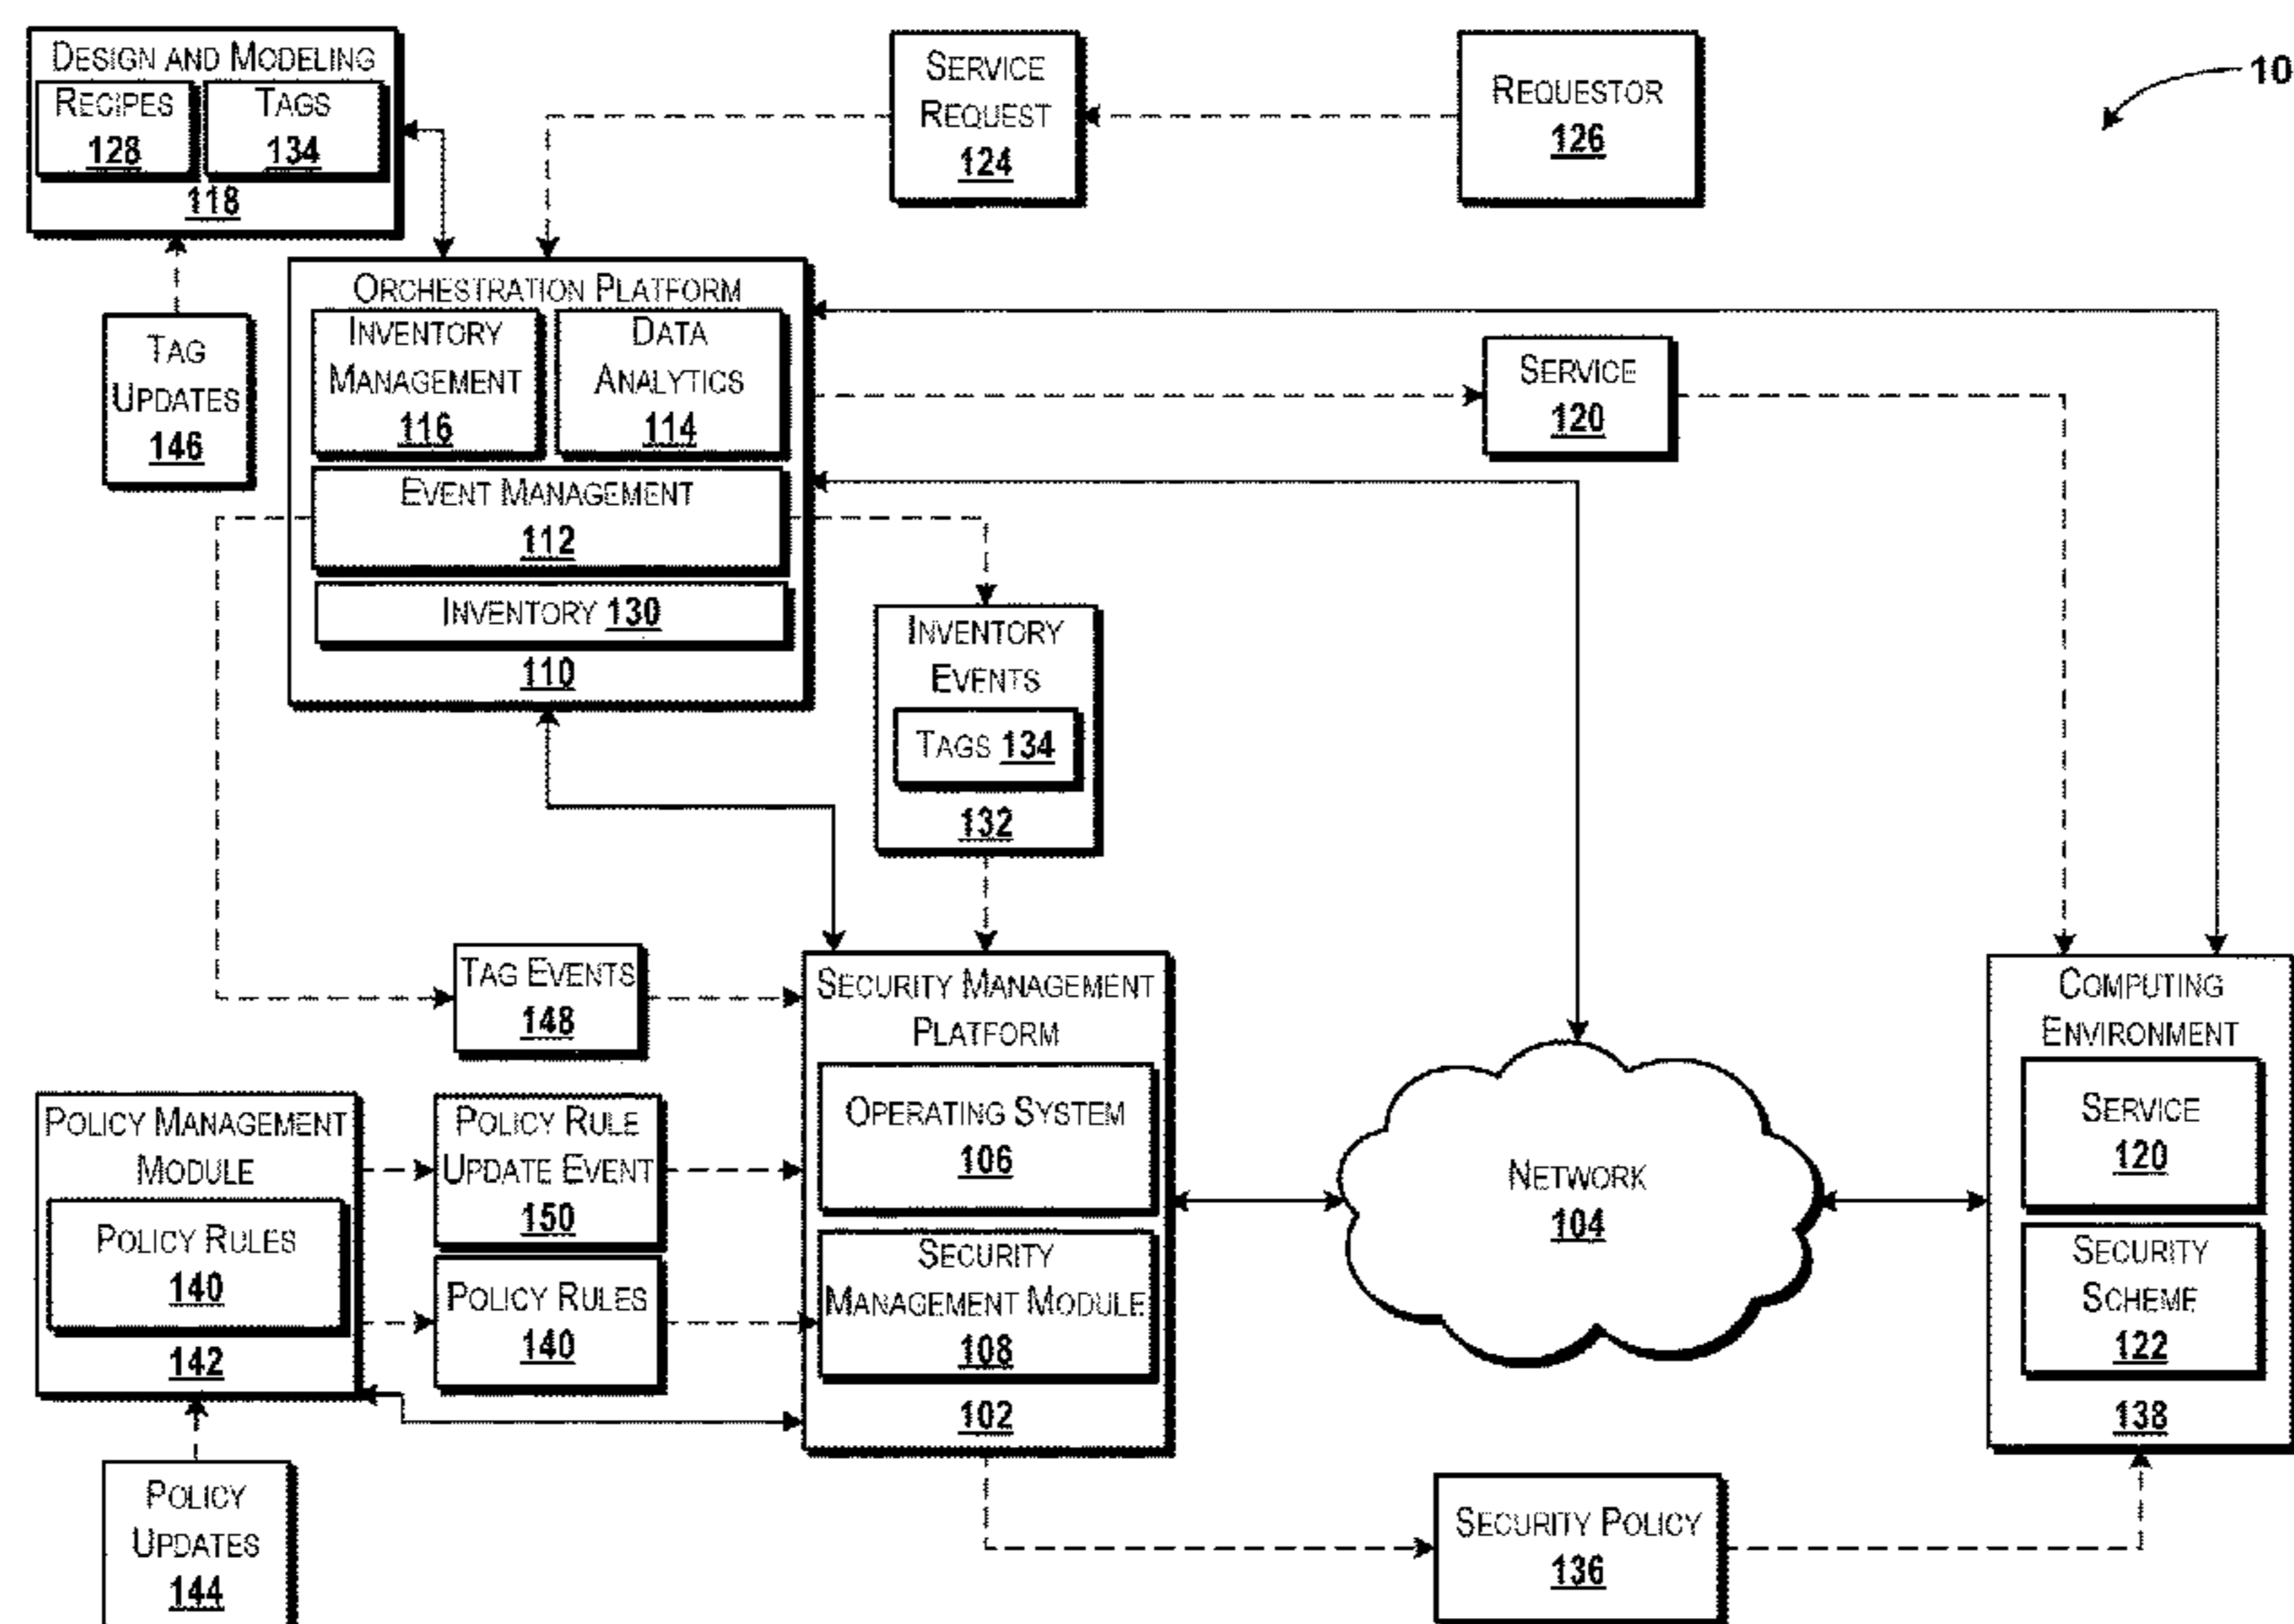 DESIGN AND MODELING
RECIPES
128
TAGS
134
118
SERVICE
REQUEST
124
REQUESTOR
126
10
TAG
UPDATES
146
ORCHESTRATION PLATFORM
INVENTORY
MANAGEMENT
116
DATA
ANALYTICS
114
EVENT MANAGEMENT
112
INVENTORY 130
110
SERVICE
120
INVENTORY
EVENTS
TAGS 134
132
TAG EVENTS
148
SECURITY MANAGEMENT
PLATFORM
OPERATING SYSTEM
106
SECURITY
MANAGEMENT MODULE
108
102
POLICY MANAGEMENT
MODULE
POLICY RULES
140
142
POLICY RULE
UPDATE EVENT
150
POLICY RULES
140
POLICY
UPDATES
144
NETWORK
104
COMPUTING
ENVIRONMENT
SERVICE
120
SECURITY
SCHEME
122
138
SECURITY POLICY
136